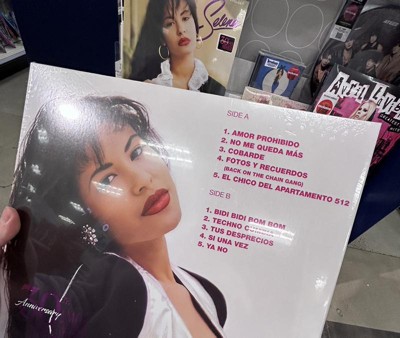 Selena
SIDE A
1. AMOR PROHIBIDO
2. NO ME QUEDA MÁS
3. COBARDE
4. FOTOS Y RECUERDOS
(BACK ON THE CHAIN GANG)
5. EL CHICO DEL APARTAMENTO 512
SIDE B
1. BIDI BIDI BOM BOM
2. TECHNO
3. TUS DESPRECIOS
4. SI UNA VEZ
5. YA NO
Anniversary